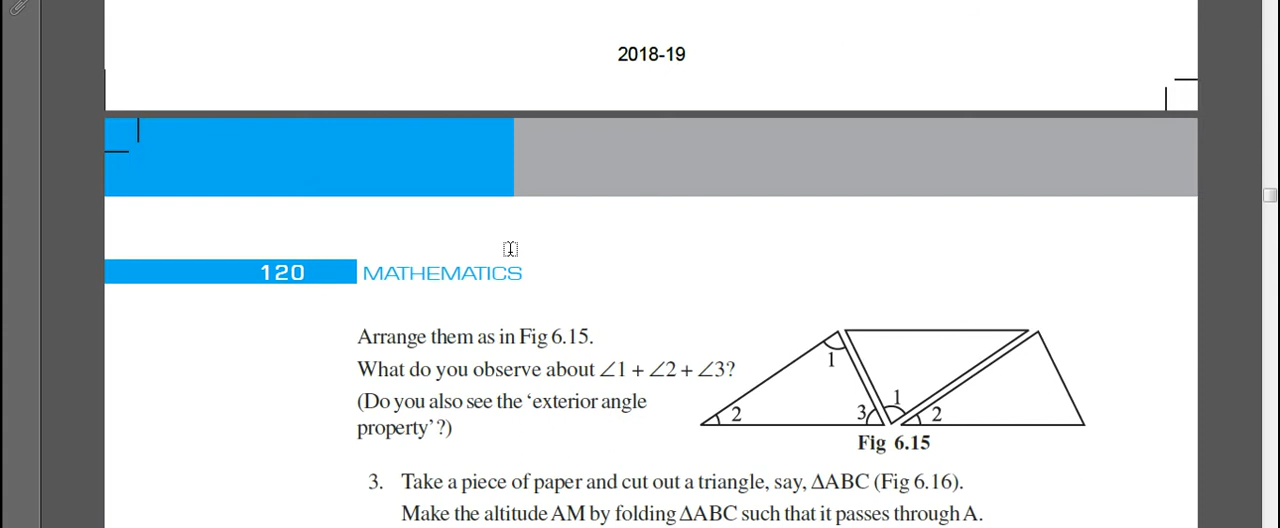 2018-19
120 MATHEMATICS
Arrange them as in Fig 6.15.
What do you observe about ∠1 + ∠2 + ∠3?
(Do you also see the ‘exterior angle
property’?)
1
2 3 1 2
Fig 6.15
3. Take a piece of paper and cut out a triangle, say, ∆ABC (Fig 6.16).
Make the altitude AM by folding ∆ABC such that it passes through A.